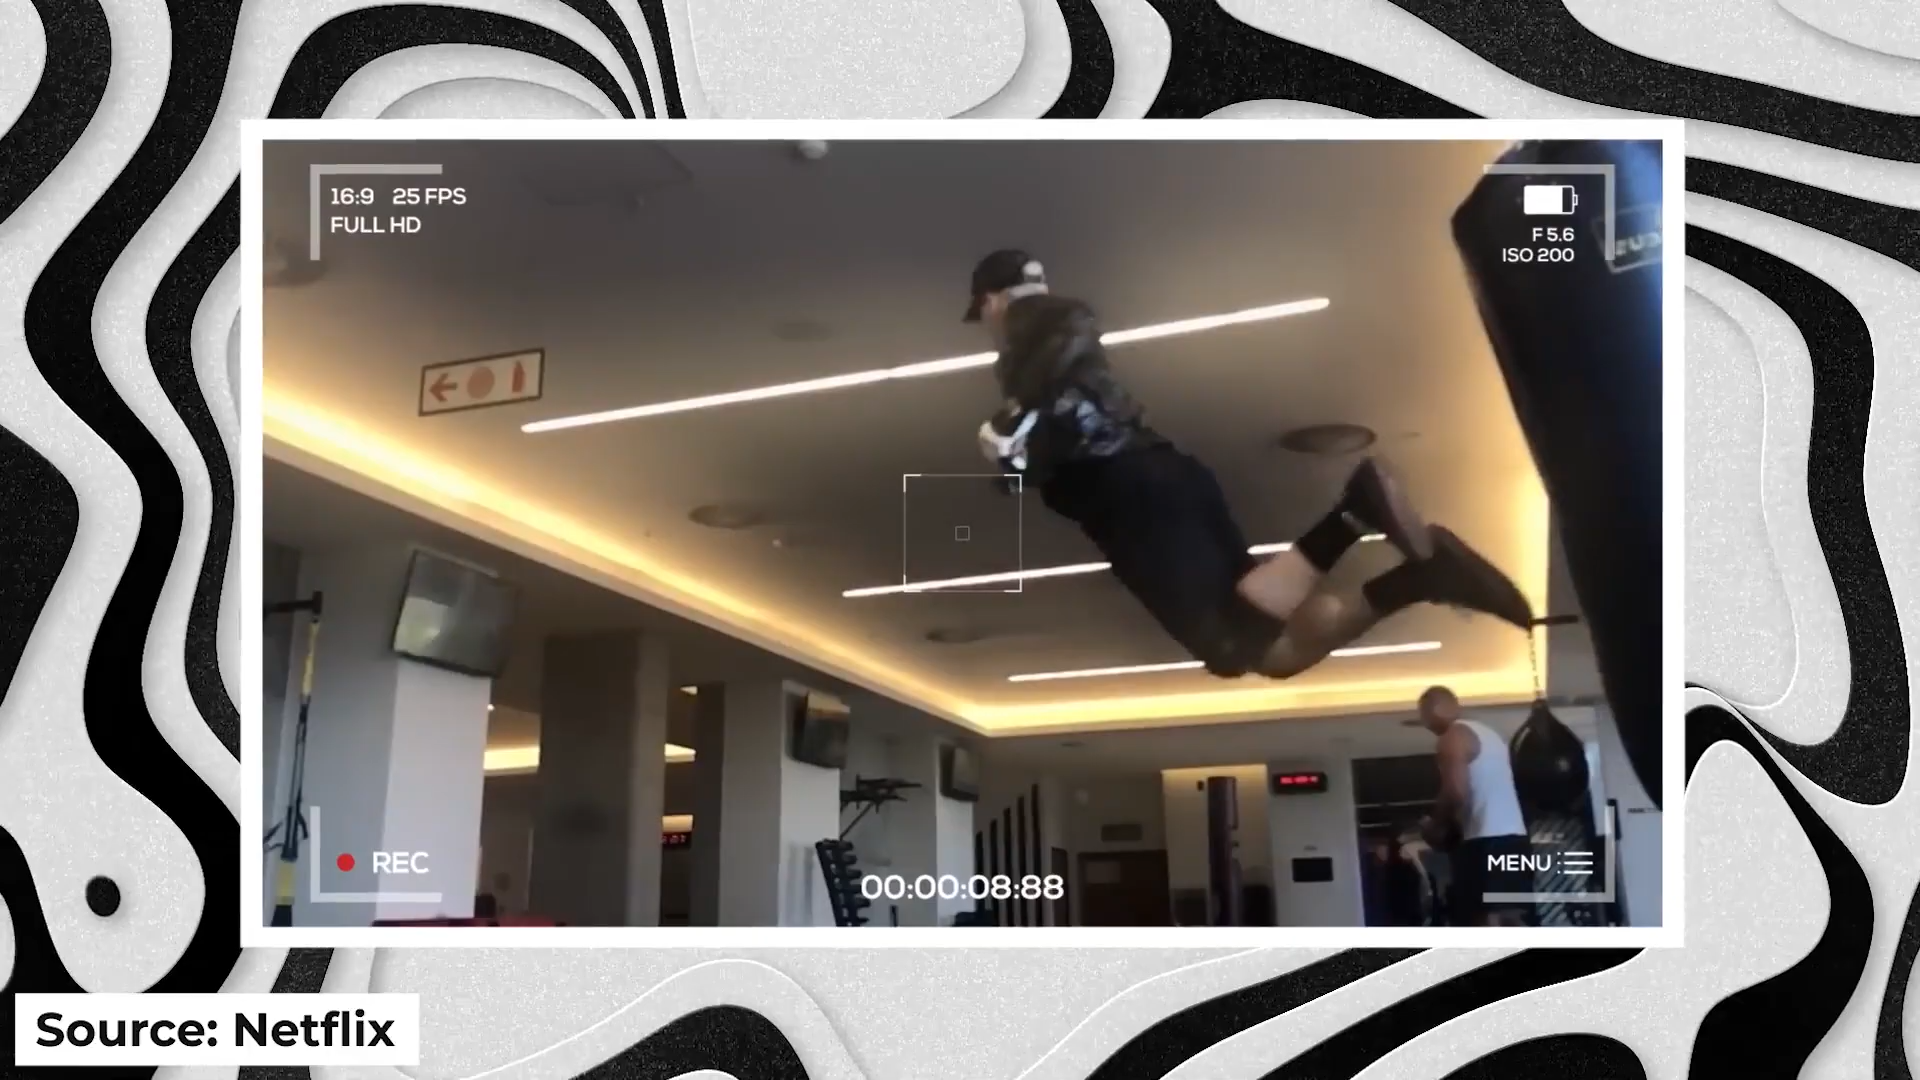 16:9 25 FPS
FULL HD
F 5.6
ISO 200
REC
00:00:08:88
MENU
Source: Netflix